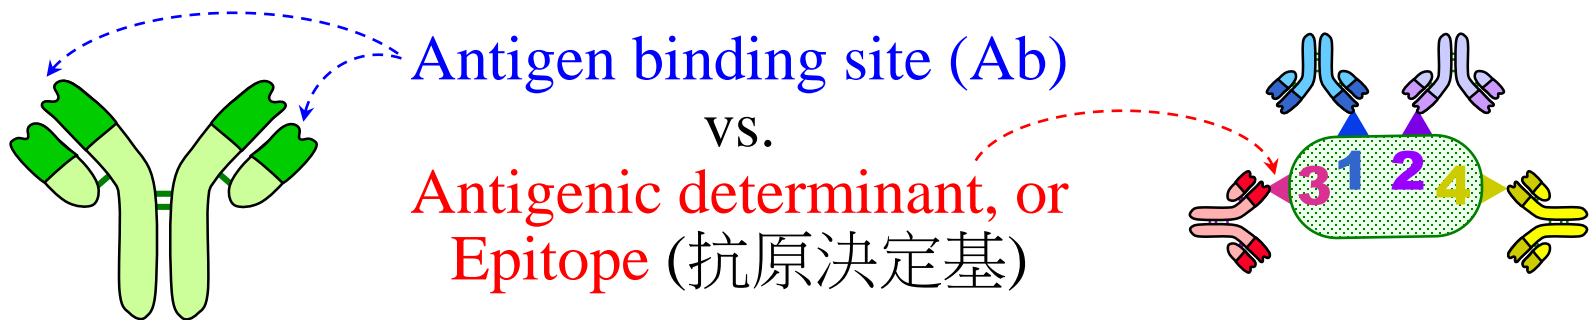 Antigen binding site (Ab)
vs.
Antigenic determinant, or
Epitope (抗原決定基)
1 2
3 4